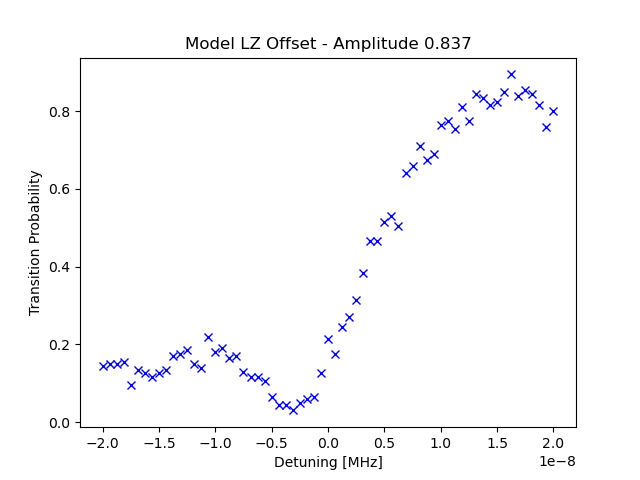 Model LZ Offset - Amplitude 0.837
Transition Probability
0.8
0.6
0.4
0.2
0.0
−2.0 −1.5 −1.0 −0.5 0.0 0.5 1.0 1.5 2.0
1e−8
Detuning [MHz]